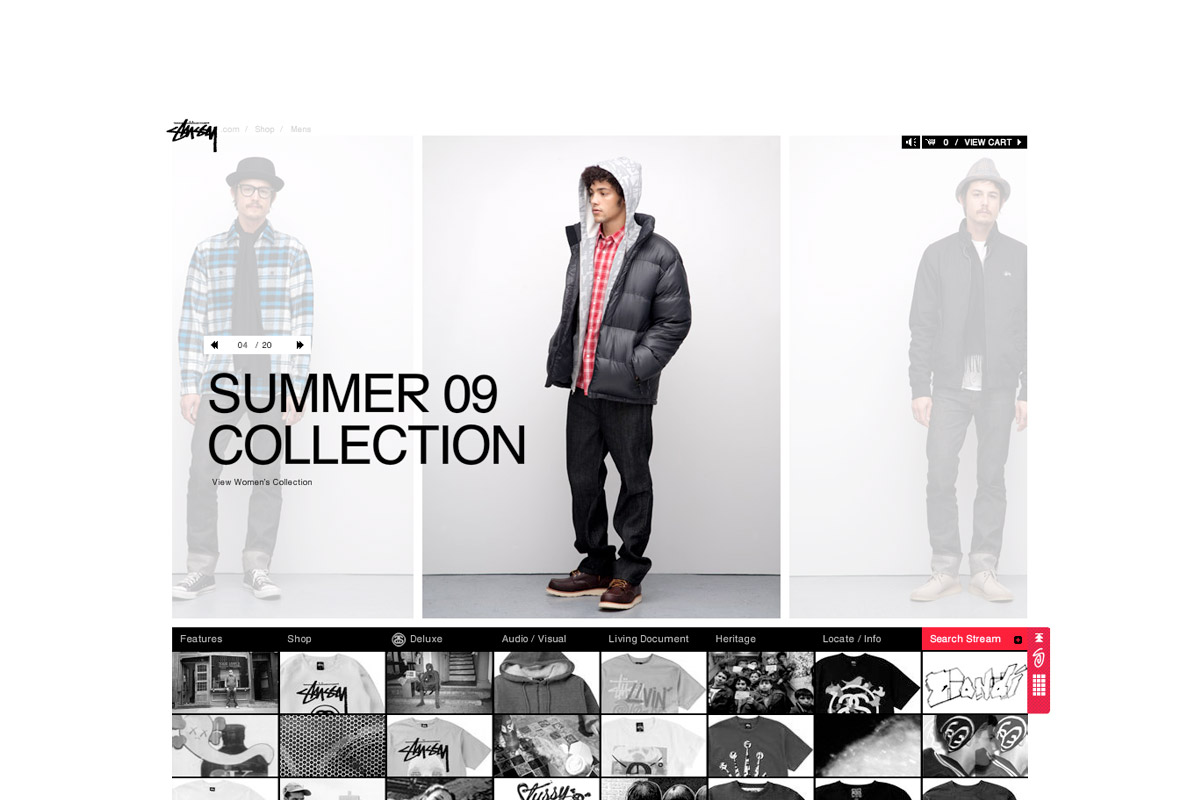 STÜSSY
com / Shop / Mens
0 / VIEW CART
04 / 20
SUMMER 09
COLLECTION
View Women's Collection
Features
Shop
Deluxe
Audio / Visual
Living Document
Heritage
Locate / Info
Search Stream